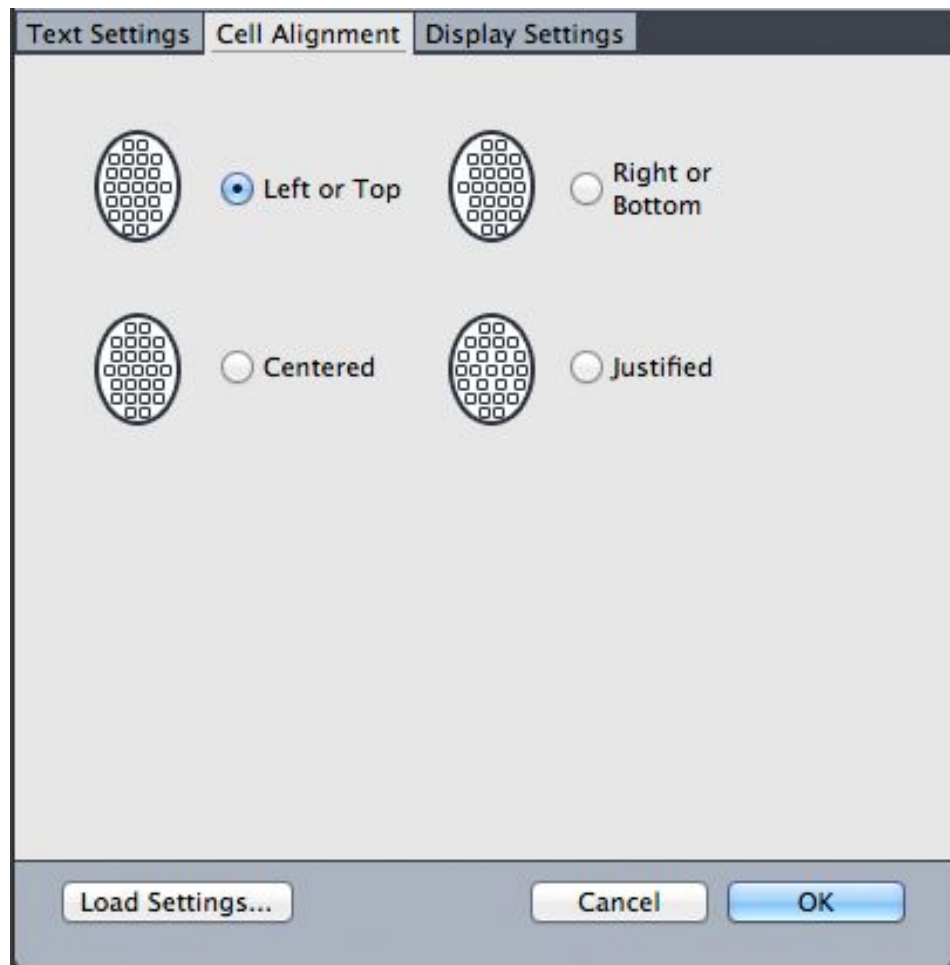 Text Settings
Cell Alignment
Display Settings
Left or Top
Right or
Bottom
Centered
Justified
Load Settings...
Cancel
OK